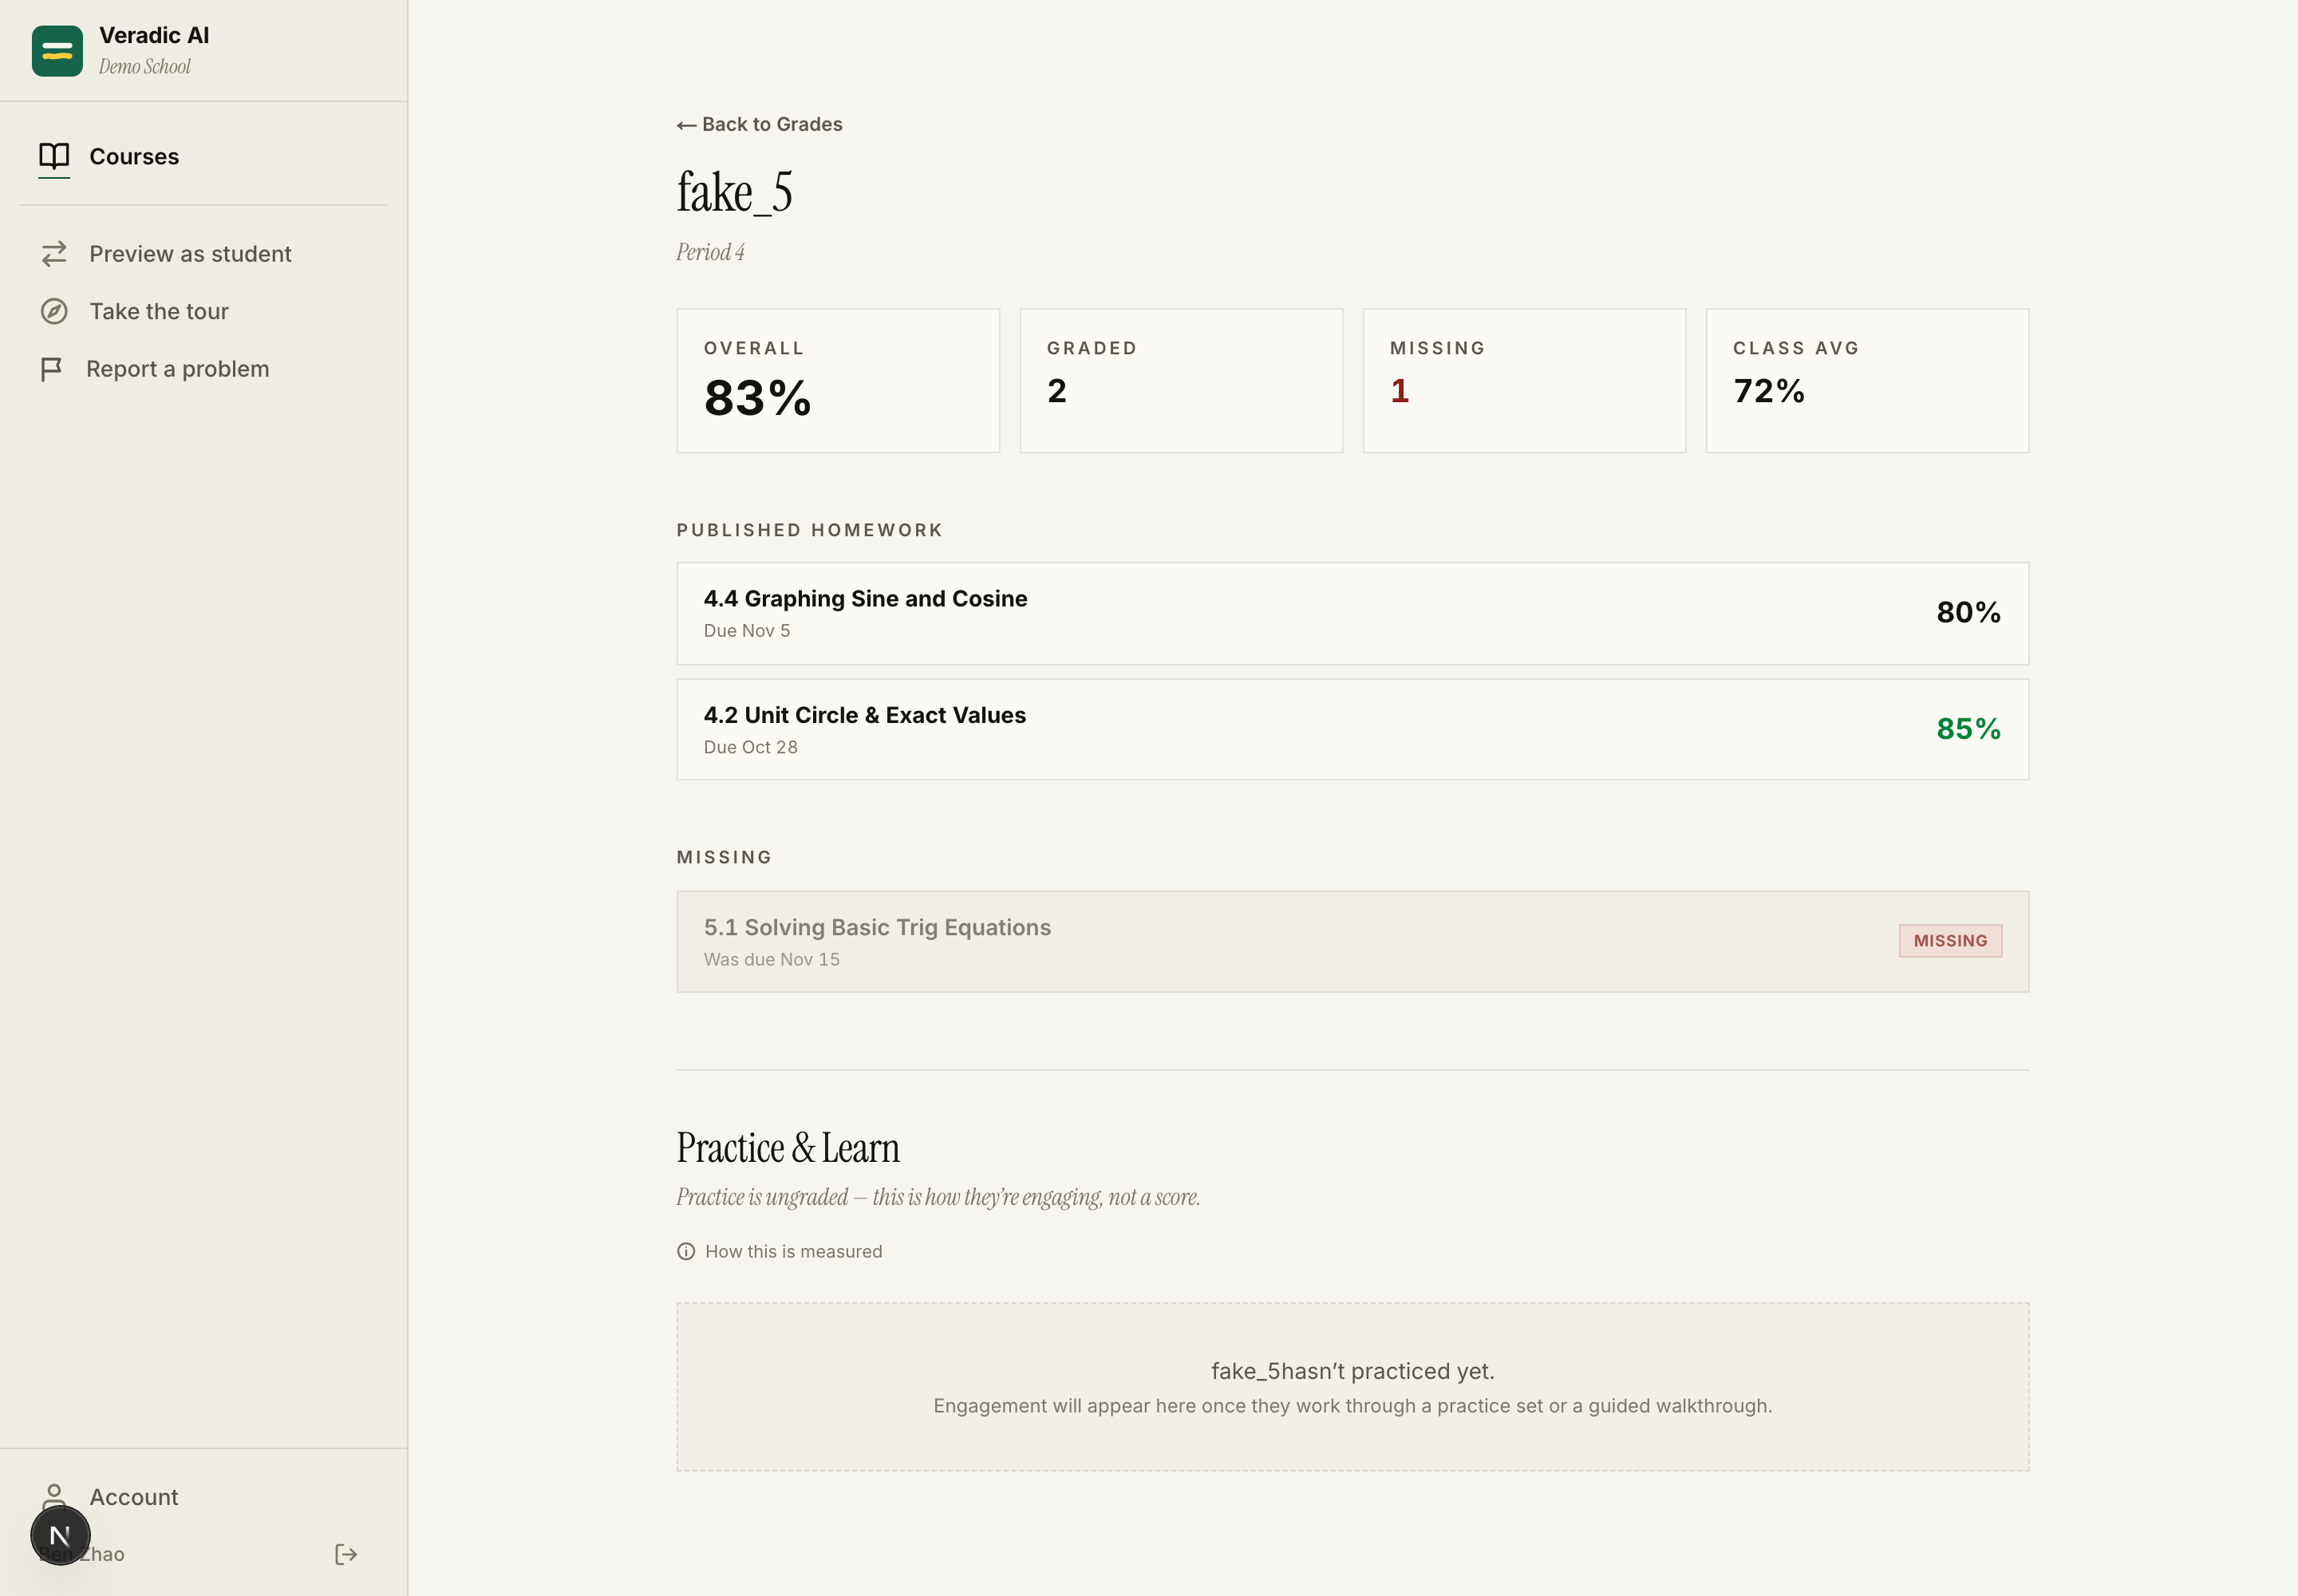 Veradic AI
Demo School
Courses
Preview as student
Take the tour
Report a problem
Account
Ben Zhao
← Back to Grades
fake_5
Period 4
OVERALL
83%
GRADED
2
MISSING
1
CLASS AVG
72%
PUBLISHED HOMEWORK
4.4 Graphing Sine and Cosine
Due Nov 5
80%
4.2 Unit Circle & Exact Values
Due Oct 28
85%
MISSING
5.1 Solving Basic Trig Equations
Was due Nov 15
MISSING
Practice & Learn
Practice is ungraded — this is how they’re engaging, not a score.
How this is measured
fake_5hasn’t practiced yet.
Engagement will appear here once they work through a practice set or a guided walkthrough.